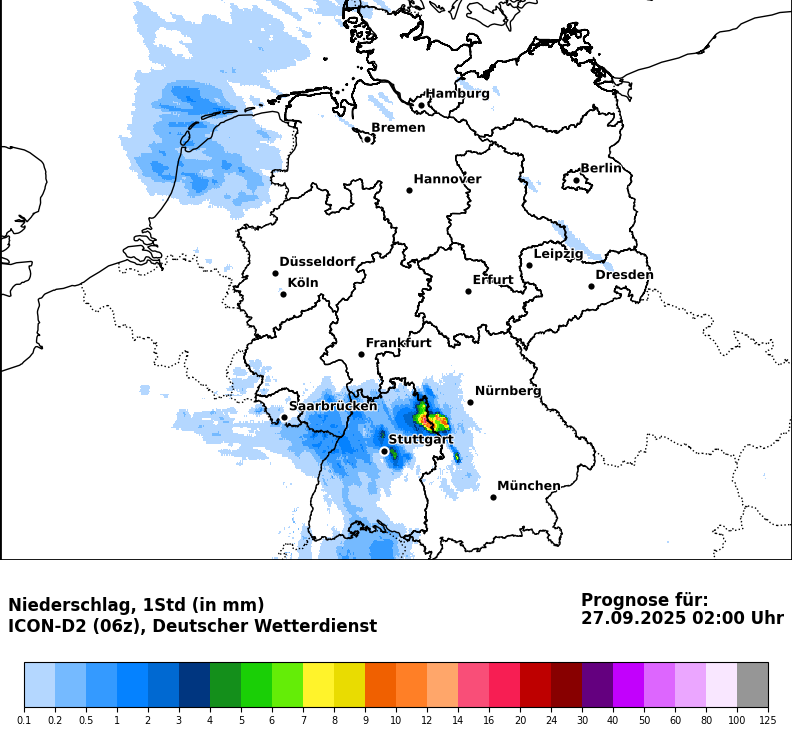 Hamburg
Bremen
Berlin
Hannover
Leipzig
Düsseldorf
Dresden
Köln
Erfurt
Frankfurt
Nürnberg
Saarbrücken
Stuttgart
München
Niederschlag, 1Std (in mm)
ICON-D2 (06z), Deutscher Wetterdienst
Prognose für:
27.09.2025 02:00 Uhr
0.1 0.2 0.5 1 2 3 4 5 6 7 8 9 10 12 14 16 20 24 30 40 50 60 80 100 125